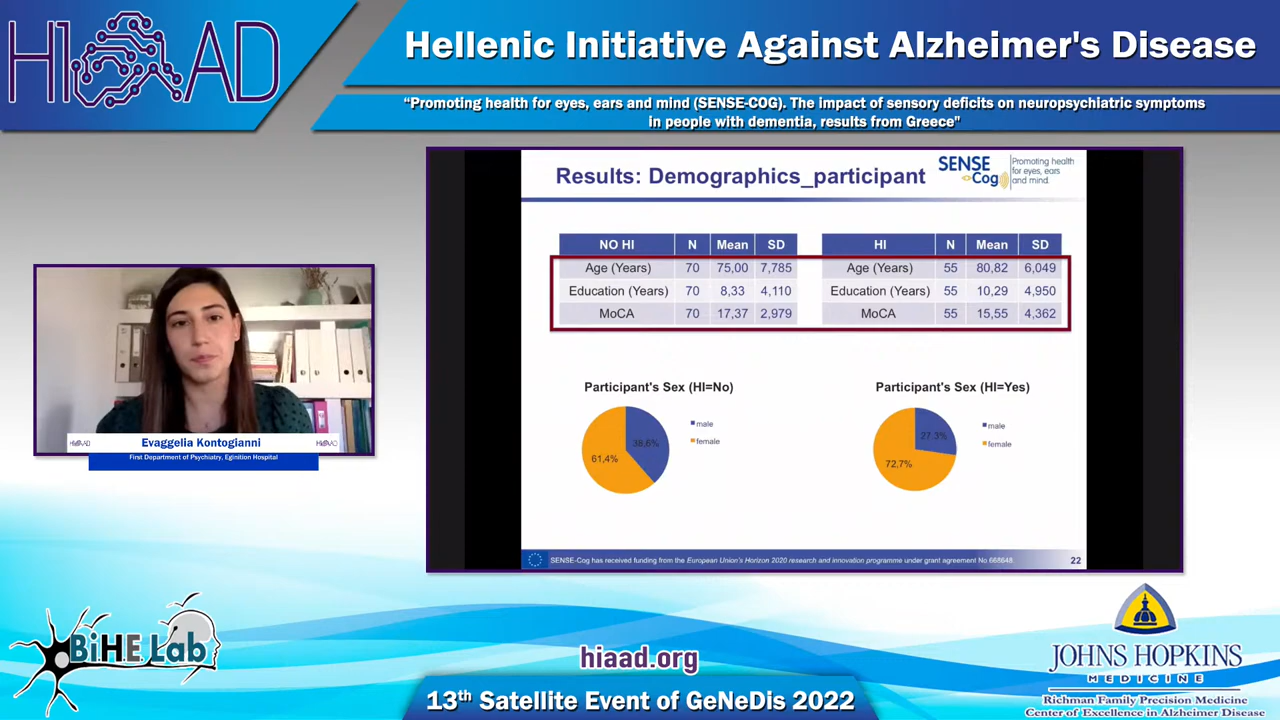 HIAAD
Hellenic Initiative Against Alzheimer's Disease
“Promoting health for eyes, ears and mind (SENSE-COG). The impact of sensory deficits on neuropsychiatric symptoms
in people with dementia, results from Greece"
Results: Demographics_participant
SENSE
Cog
Promoting health
for eyes, ears
and mind.
NO HI N Mean SD
Age (Years) 70 75,00 7,785
Education (Years) 70 8,33 4,110
MoCA 70 17,37 2,979
HI N Mean SD
Age (Years) 55 80,82 6,049
Education (Years) 55 10,29 4,950
MoCA 55 15,55 4,362
Participant's Sex (HI=No)
38,6%
61,4%
male
female
Participant's Sex (HI=Yes)
27.3%
72,7%
male
female
SENSE-Cog has received funding from the European Union's Horizon 2020 research and innovation programme under grant agreement No 668648
22
HIAAD
Evaggelia Kontogianni
HIAAD
First Department of Psychiatry, Eginition Hospital
BiHE Lab
hiaad.org
13th Satellite Event of GeNeDis 2022
JOHNS HOPKINS
MEDICINE
Richman Family Precision Medicine
Center of Excellence in Alzheimer Disease